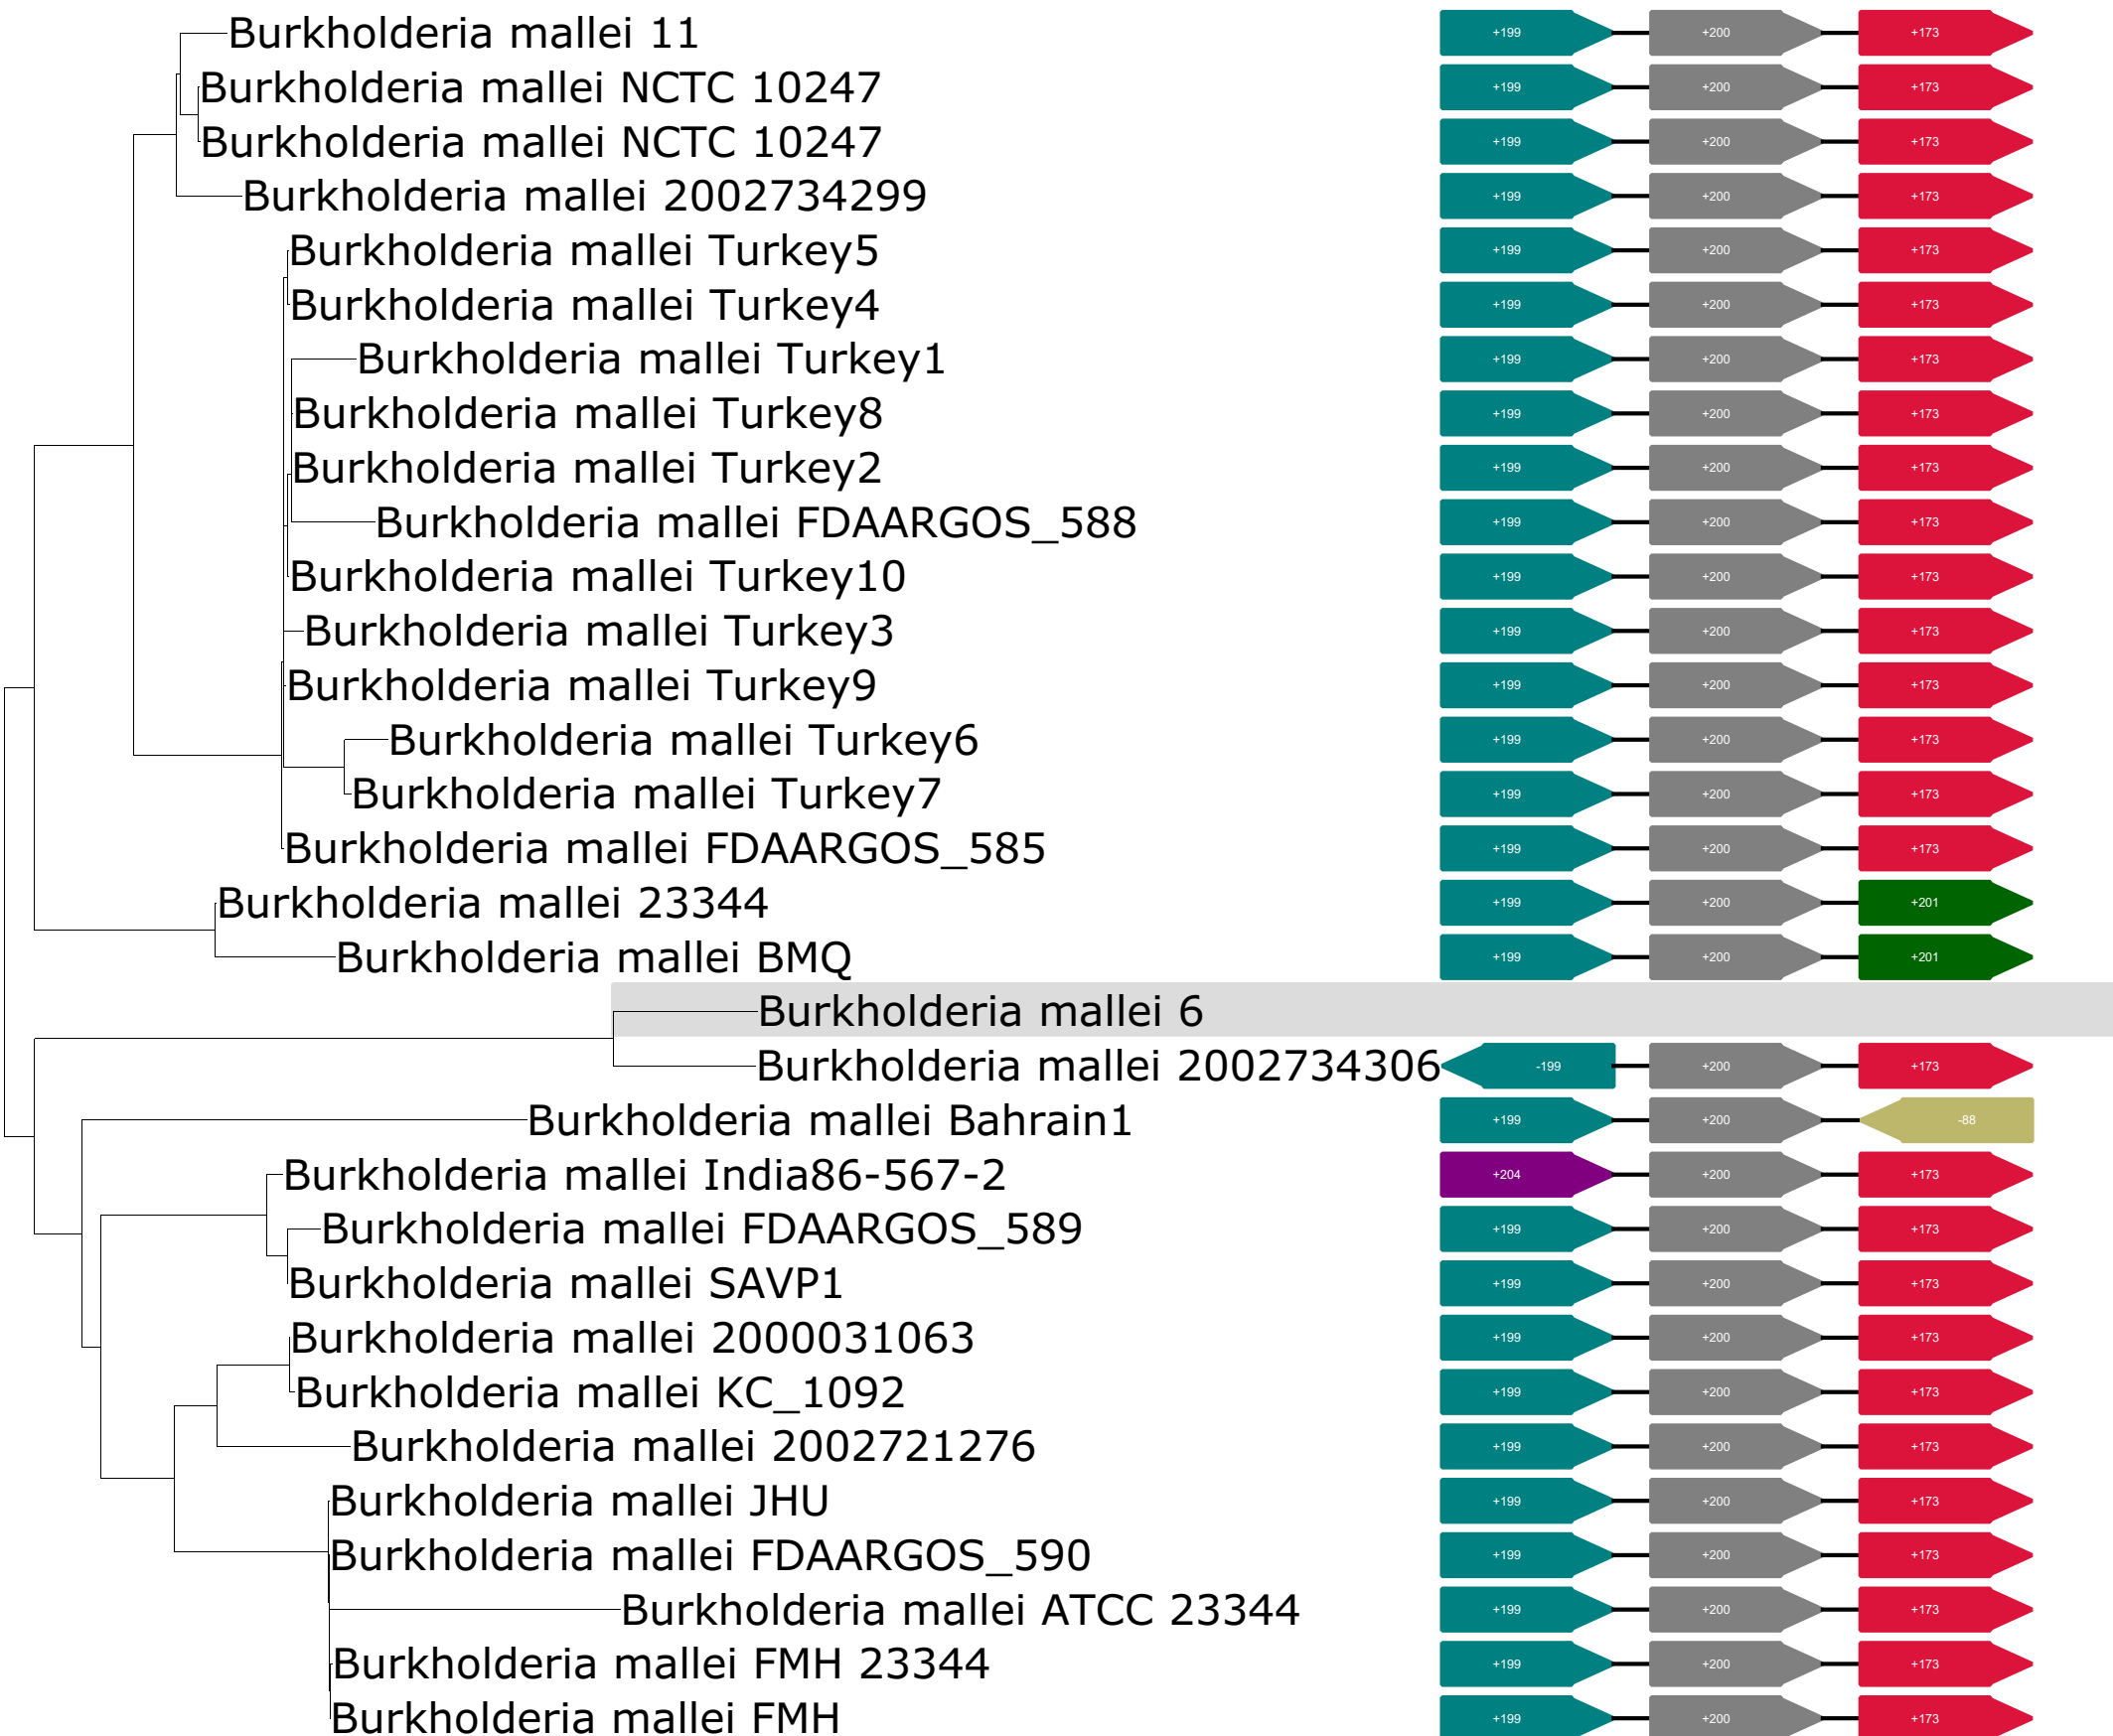 Burkholderia mallei 11 +199 +200 +173
Burkholderia mallei NCTC 10247 +199 +200 +173
Burkholderia mallei NCTC 10247 +199 +200 +173
Burkholderia mallei 2002734299 +199 +200 +173
Burkholderia mallei Turkey5 +199 +200 +173
Burkholderia mallei Turkey4 +199 +200 +173
Burkholderia mallei Turkey1 +199 +200 +173
Burkholderia mallei Turkey8 +199 +200 +173
Burkholderia mallei Turkey2 +199 +200 +173
Burkholderia mallei FDAARGOS_588 +199 +200 +173
Burkholderia mallei Turkey10 +199 +200 +173
Burkholderia mallei Turkey3 +199 +200 +173
Burkholderia mallei Turkey9 +199 +200 +173
Burkholderia mallei Turkey6 +199 +200 +173
Burkholderia mallei Turkey7 +199 +200 +173
Burkholderia mallei FDAARGOS_585 +199 +200 +173
Burkholderia mallei 23344 +199 +200 +201
Burkholderia mallei BMQ +199 +200 +201
Burkholderia mallei 6
Burkholderia mallei 2002734306 -199 +200 +173
Burkholderia mallei Bahrain1 +199 +200 -88
Burkholderia mallei India86-567-2 +204 +200 +173
Burkholderia mallei FDAARGOS_589 +199 +200 +173
Burkholderia mallei SAVP1 +199 +200 +173
Burkholderia mallei 2000031063 +199 +200 +173
Burkholderia mallei KC_1092 +199 +200 +173
Burkholderia mallei 2002721276 +199 +200 +173
Burkholderia mallei JHU +199 +200 +173
Burkholderia mallei FDAARGOS_590 +199 +200 +173
Burkholderia mallei ATCC 23344 +199 +200 +173
Burkholderia mallei FMH 23344 +199 +200 +173
Burkholderia mallei FMH +199 +200 +173